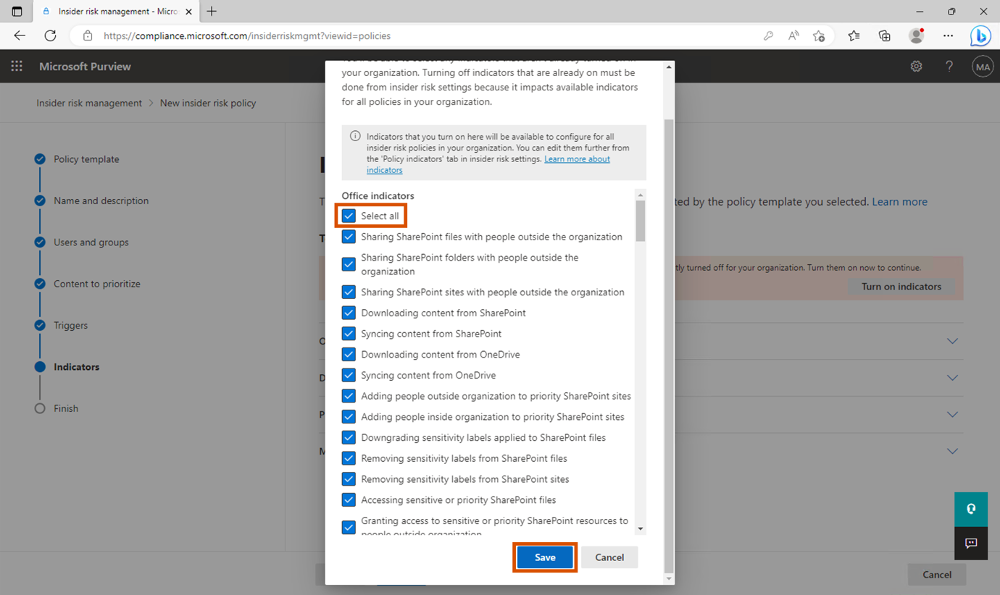 Insider risk management - Micro
https://compliance.microsoft.com/insiderriskmgmt?viewid=policies
Microsoft Purview
MA
Insider risk management > New insider risk policy
Policy template
Name and description
Users and groups
Content to prioritize
Triggers
Indicators
Finish
your organization. Turning off indicators that are already on must be
done from insider risk settings because it impacts available indicators
for all policies in your organization.
Indicators that you turn on here will be available to configure for all
insider risk policies in your organization. You can edit them further from
the 'Policy indicators' tab in insider risk settings. Learn more about
indicators
Office indicators
Select all
Sharing SharePoint files with people outside the organization
Sharing SharePoint folders with people outside the
organization
Sharing SharePoint sites with people outside the organization
Downloading content from SharePoint
Syncing content from SharePoint
Downloading content from OneDrive
Syncing content from OneDrive
Adding people outside organization to priority SharePoint sites
Adding people inside organization to priority SharePoint sites
Downgrading sensitivity labels applied to SharePoint files
Removing sensitivity labels from SharePoint files
Removing sensitivity labels from SharePoint sites
Accessing sensitive or priority SharePoint files
Granting access to sensitive or priority SharePoint resources to
people outside organization
Save
Cancel
ted by the policy template you selected. Learn more
tly turned off for your organization. Turn them on now to continue.
Turn on indicators
Cancel